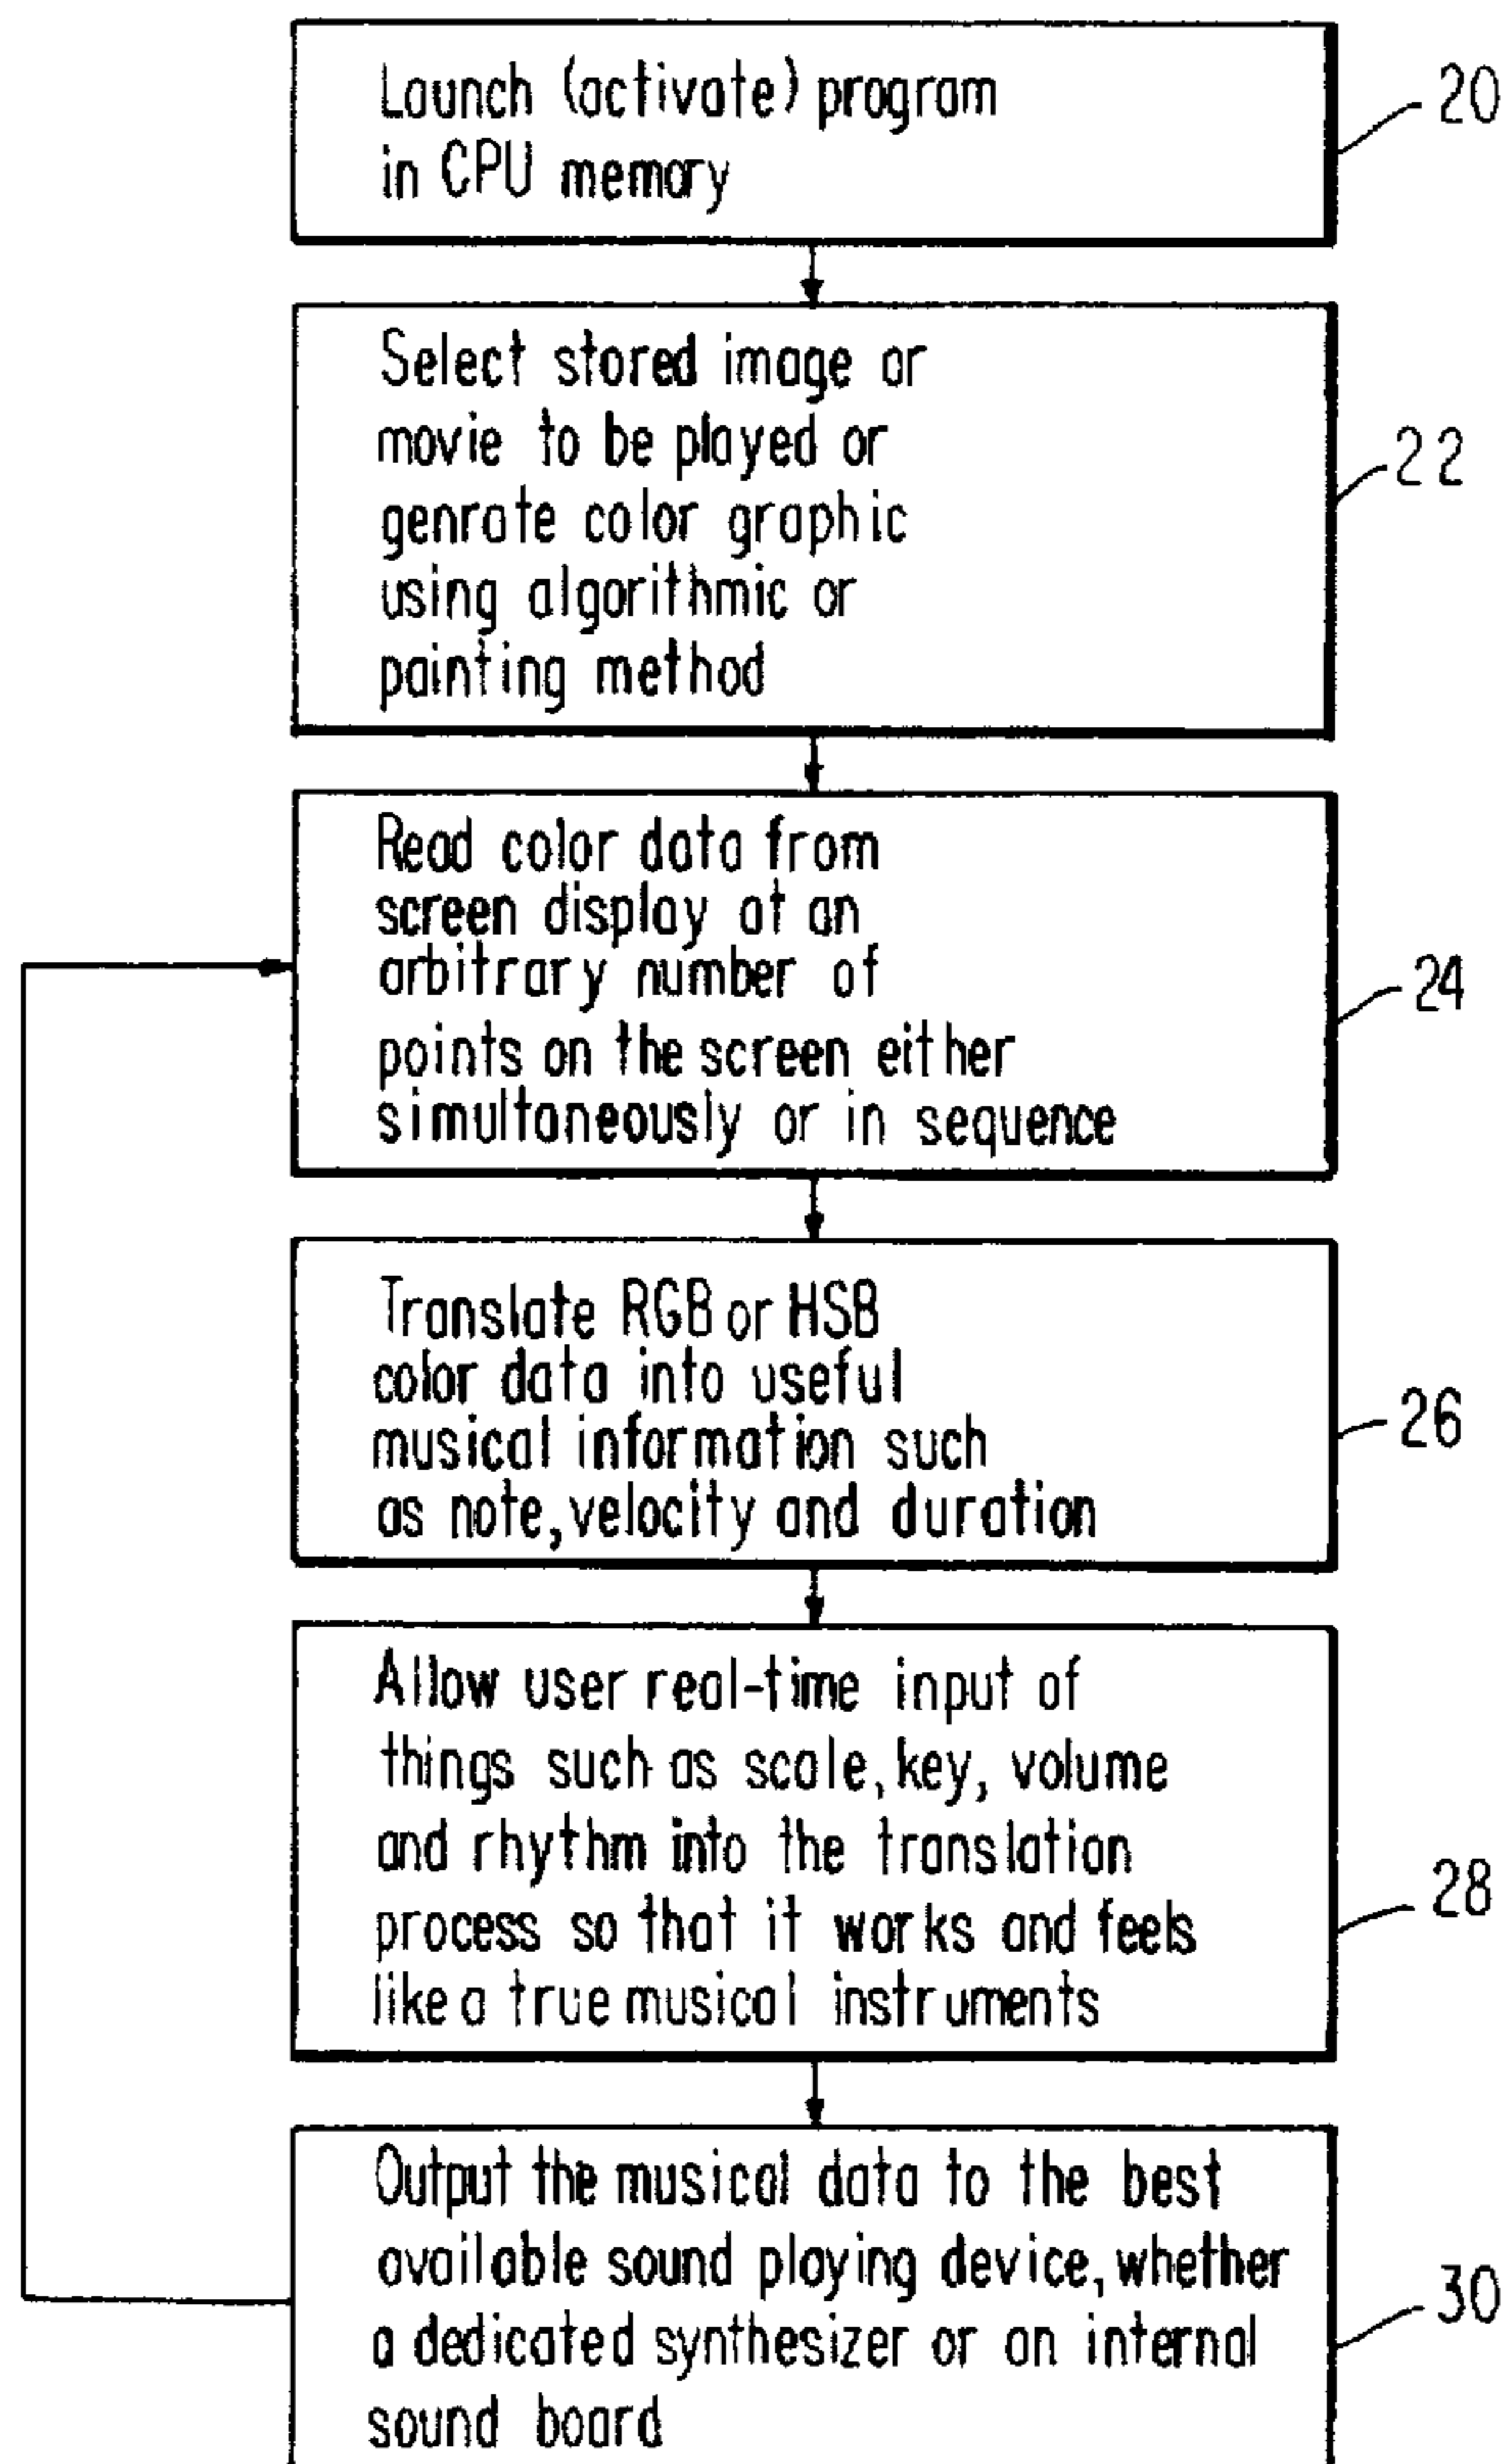 Launch (activate) program
in CPU memory
20
Select stored image or
movie to be played or
genrate color graphic
using algorithmic or
painting method
22
Read color data from
screen display at an
arbitrary number of
points on the screen either
simultaneously or in sequence
24
Translate RGB or HSB
color data into useful
musical information such
as note, velocity and duration
26
Allow user real-time input of
things such as scale, key, volume
and rhythm into the translation
process so that it works and feels
like a true musical instruments
28
Output the musical data to the best
available sound playing device, whether
a dedicated synthesizer or an internal
sound board
30